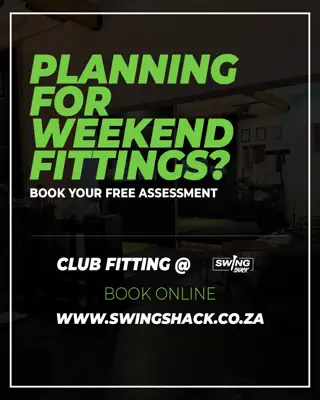 PLANNING
FOR
WEEKEND
FITTINGS?
BOOK YOUR FREE ASSESSMENT
CLUB FITTING @ SWING SHACK
BOOK ONLINE
WWW.SWINGSHACK.CO.ZA